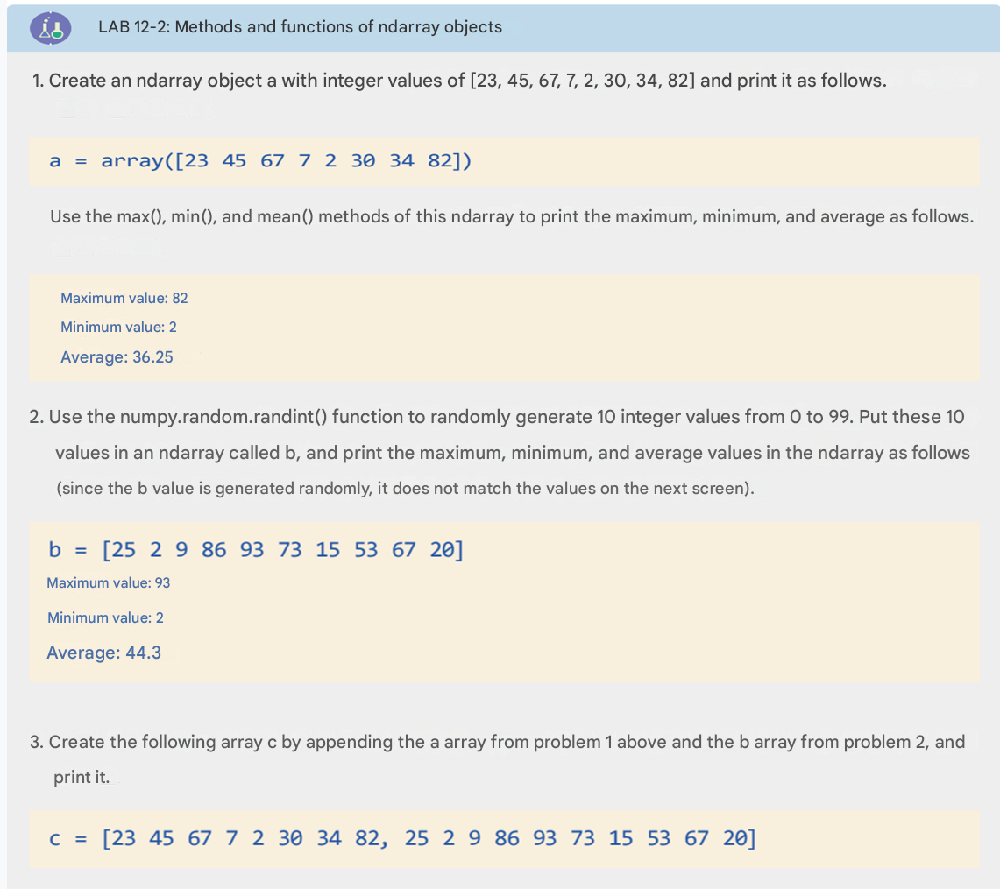 LAB 12-2: Methods and functions of ndarray objects
1. Create an ndarray object a with integer values of [23, 45, 67, 7, 2, 30, 34, 82] and print it as follows.
a = array([23 45 67 7 2 30 34 82])
Use the max(), min(), and mean() methods of this ndarray to print the maximum, minimum, and average as follows.
Maximum value: 82
Minimum value: 2
Average: 36.25
2. Use the numpy.random.randint() function to randomly generate 10 integer values from 0 to 99. Put these 10
values in an ndarray called b, and print the maximum, minimum, and average values in the ndarray as follows
(since the b value is generated randomly, it does not match the values on the next screen).
b = [25 2 9 86 93 73 15 53 67 20]
Maximum value: 93
Minimum value: 2
Average: 44.3
3. Create the following array c by appending the a array from problem 1 above and the b array from problem 2, and
print it.
c = [23 45 67 7 2 30 34 82, 25 2 9 86 93 73 15 53 67 20]